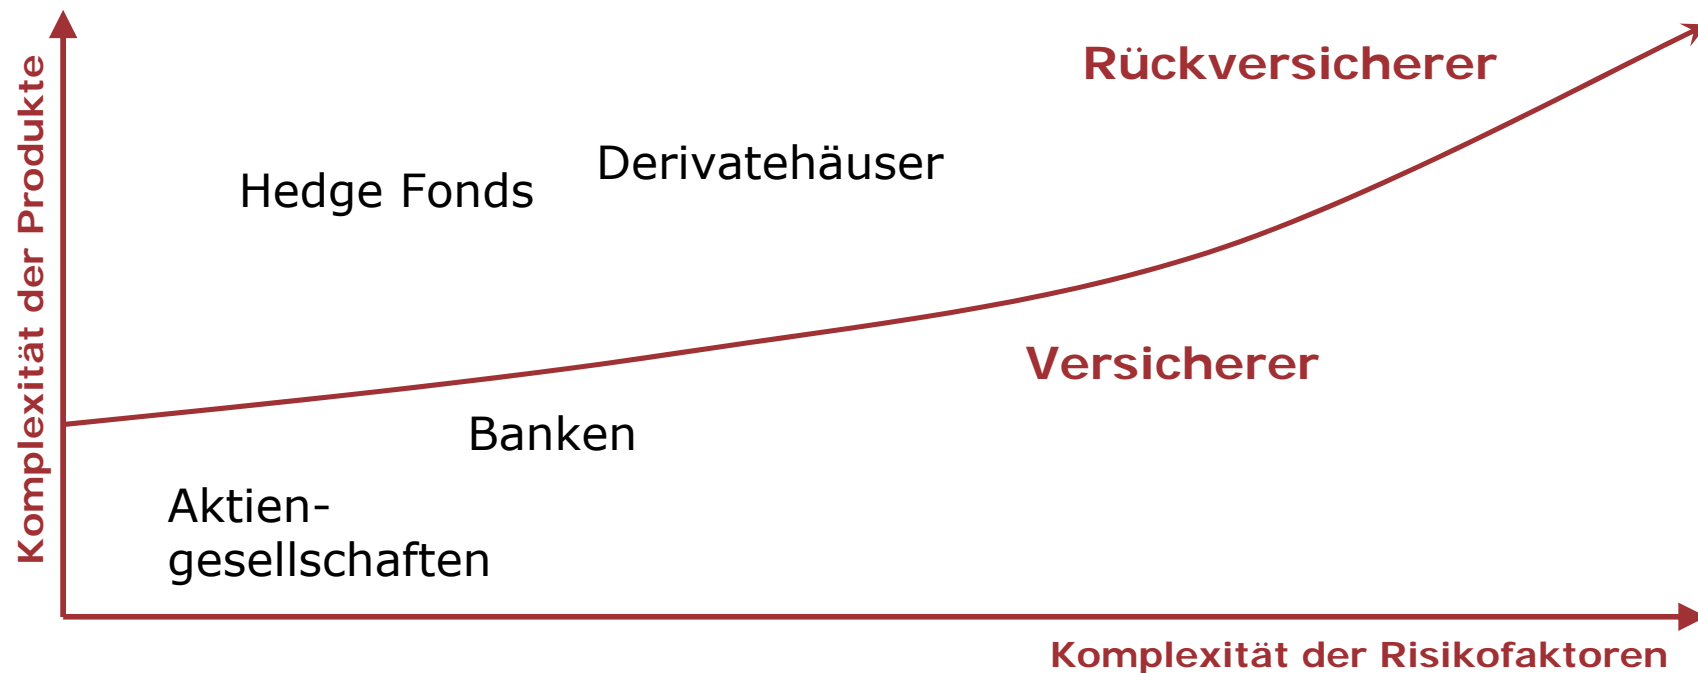 Komplexität der Produkte
Rückversicherer
Derivatehäuser
Hedge Fonds
Versicherer
Banken
Aktien-
gesellschaften
Komplexität der Risikofaktoren